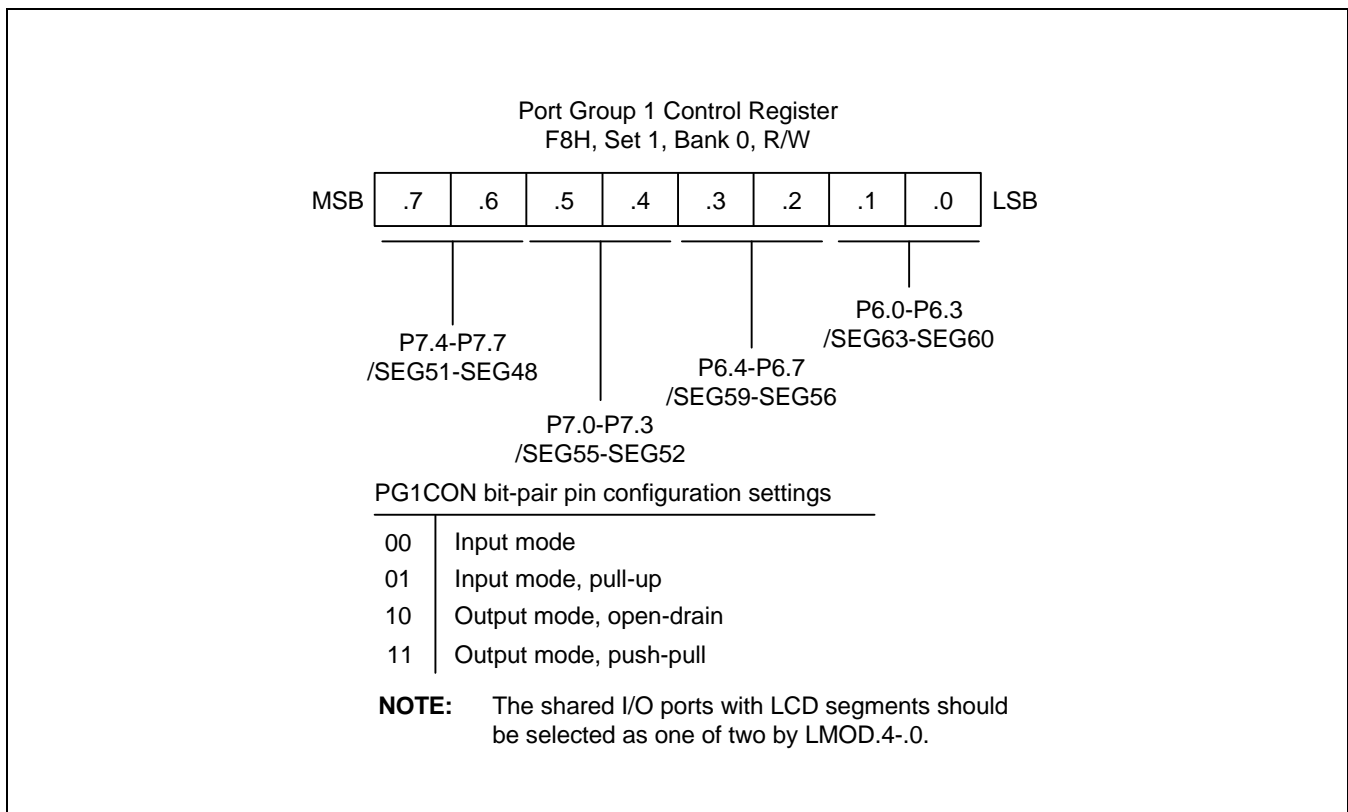 Port Group 1 Control Register
F8H, Set 1, Bank 0, R/W
MSB .7 .6 .5 .4 .3 .2 .1 .0 LSB
P7.4-P7.7
/SEG51-SEG48
P7.0-P7.3
/SEG55-SEG52
P6.4-P6.7
/SEG59-SEG56
P6.0-P6.3
/SEG63-SEG60
PG1CON bit-pair pin configuration settings
00 Input mode
01 Input mode, pull-up
10 Output mode, open-drain
11 Output mode, push-pull
NOTE: The shared I/O ports with LCD segments should
be selected as one of two by LMOD.4-.0.